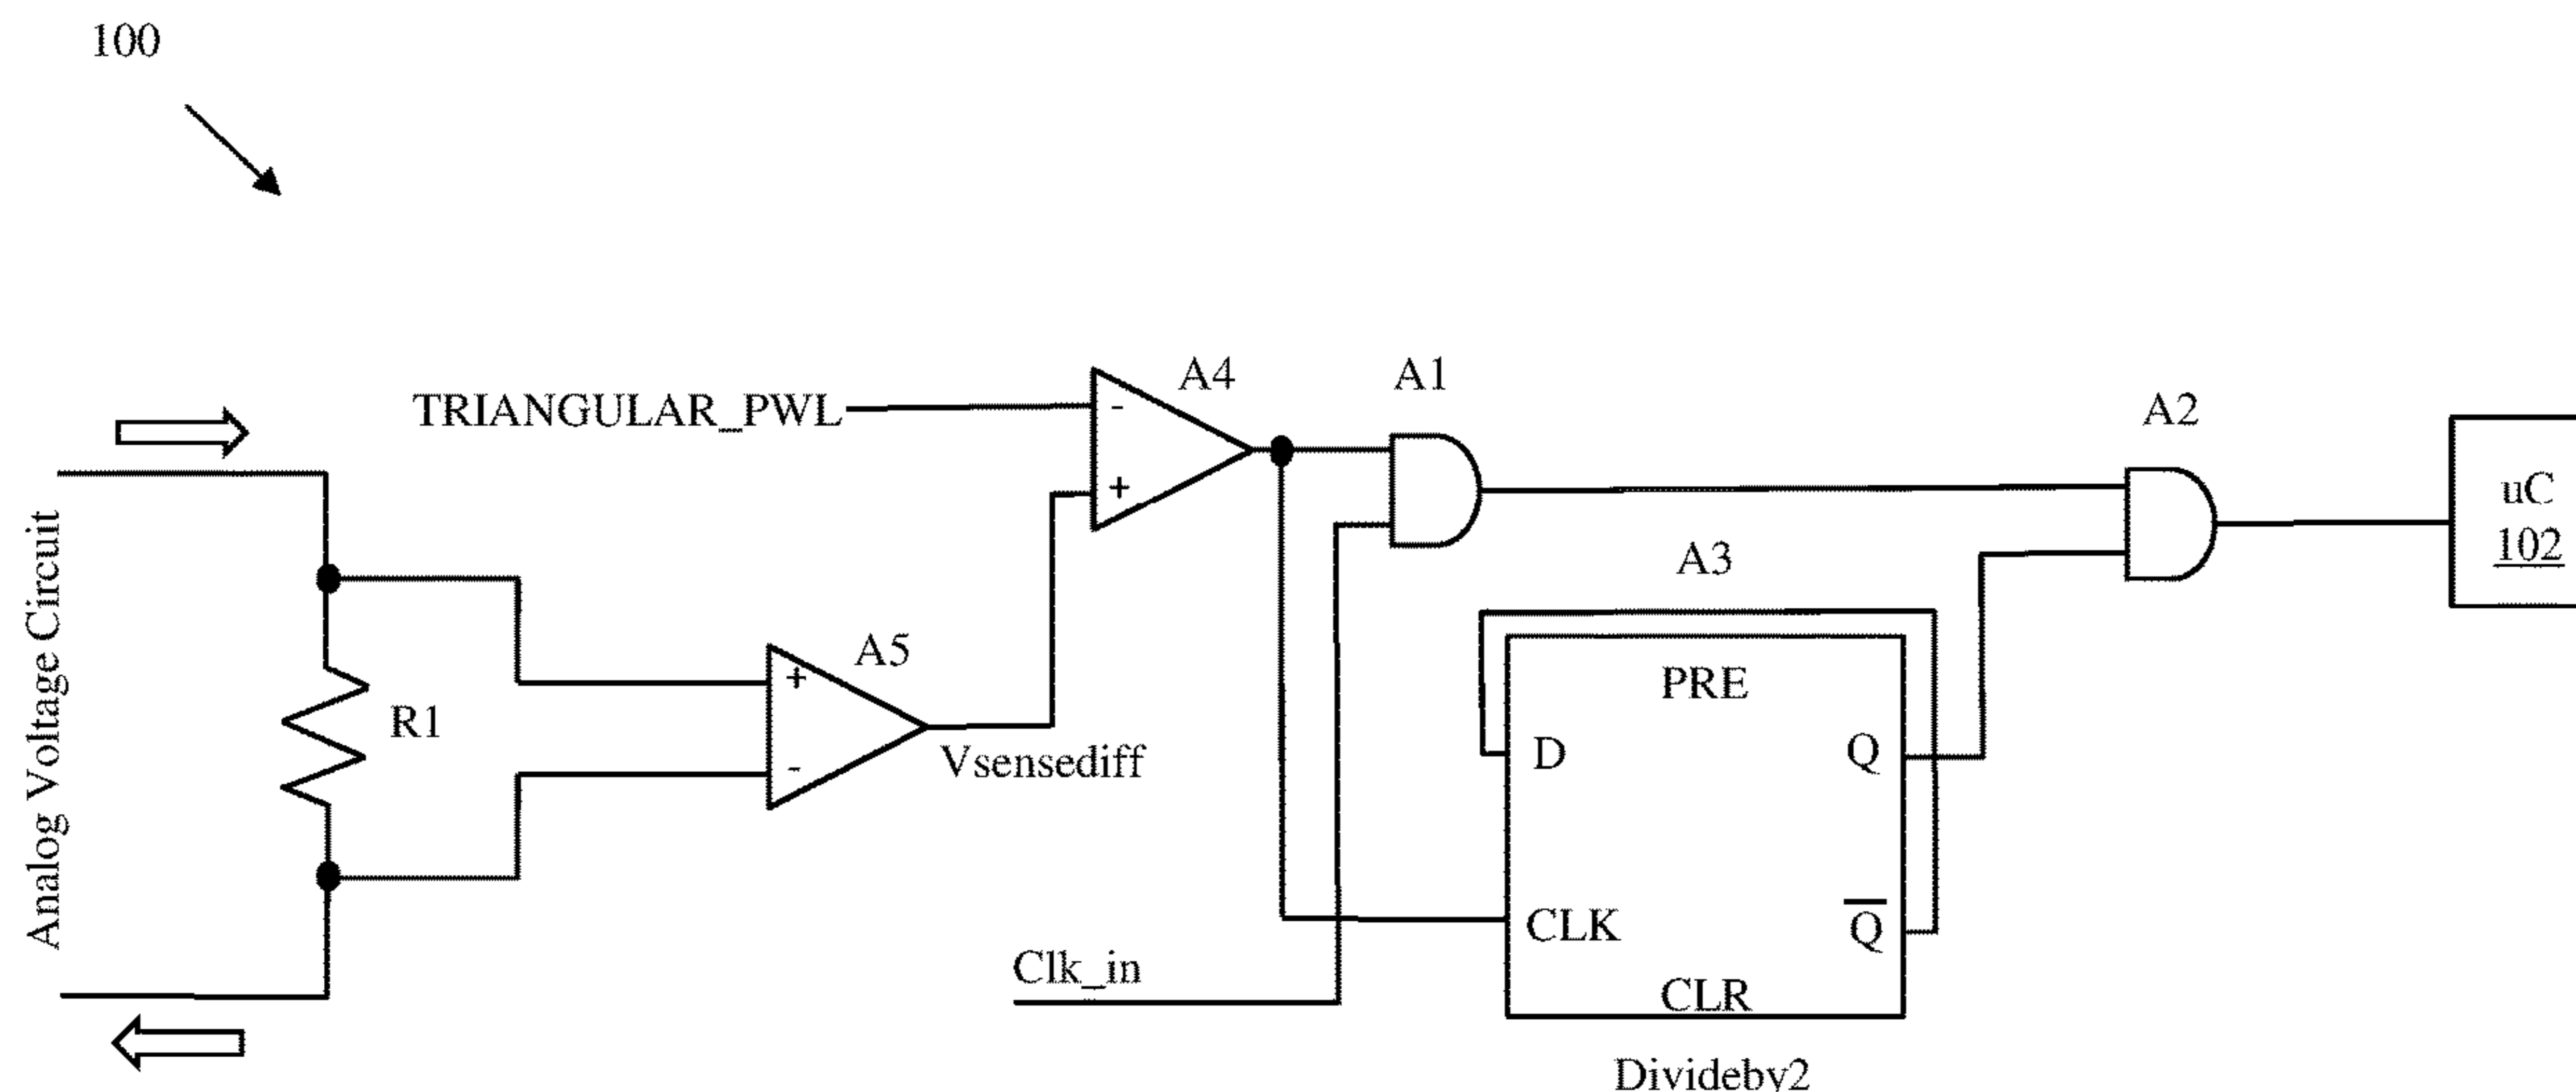 100
A4
A1
A2
TRIANGULAR_PWL
-
+
uC
102
Analog Voltage Circuit
A3
A5
+
-
R1
Vsensediff
PRE
D
Q
CLK
Q̅
Clk_in
CLR
Divideby2